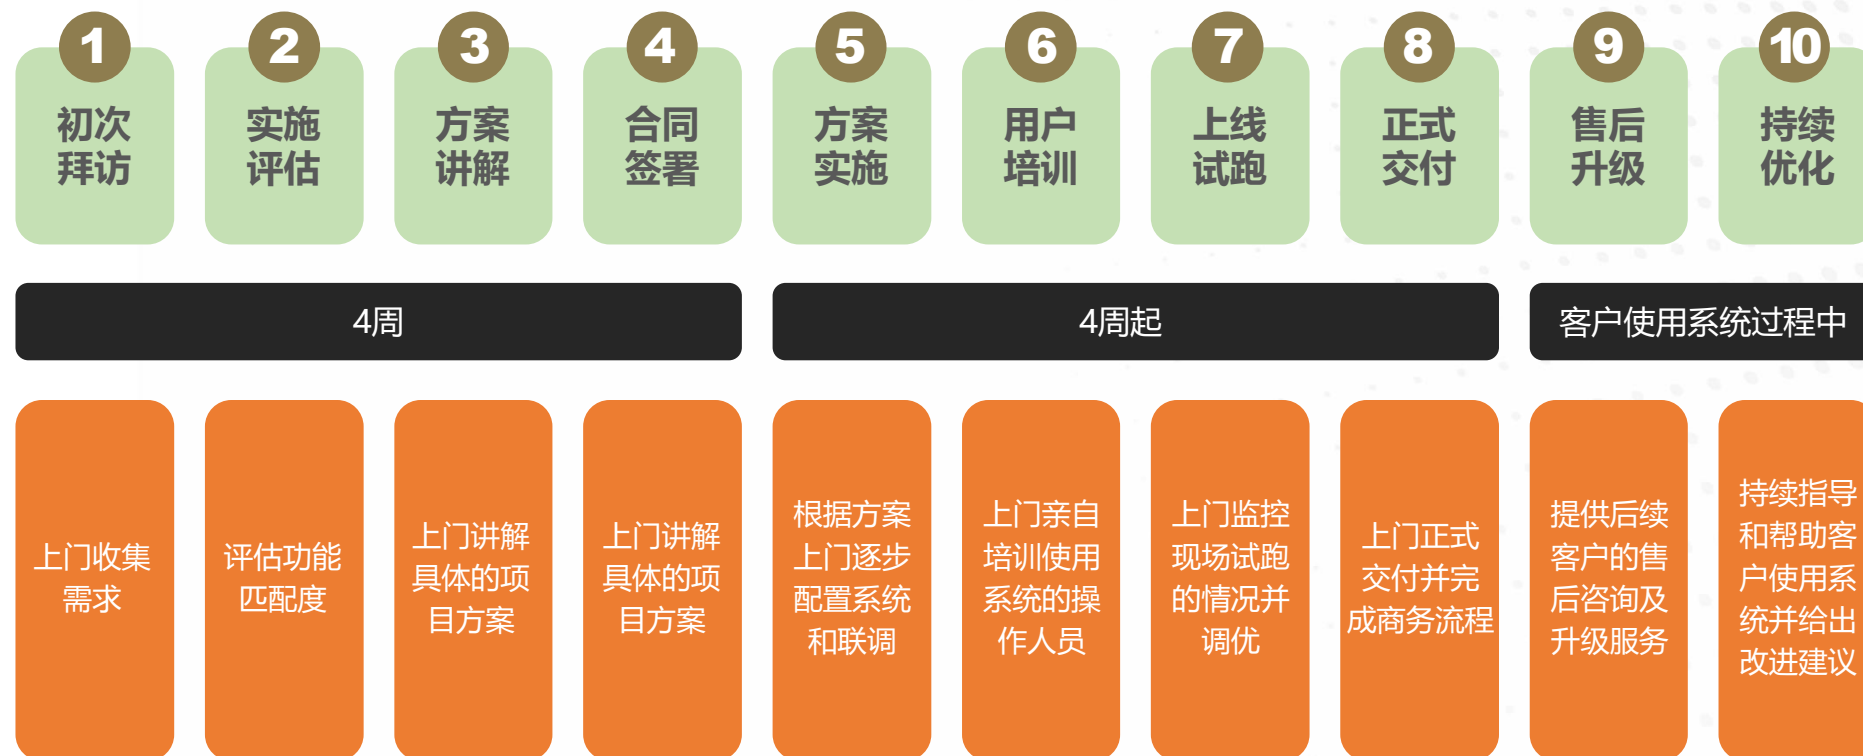 1
初次
拜访
2
实施
评估
3
方案
讲解
4
合同
签署
5
方案
实施
6
用户
培训
7
上线
试跑
8
正式
交付
9
售后
升级
10
持续
优化
4周
4周起
客户使用系统过程中
上门收集
需求
评估功能
匹配度
上门讲解
具体的项
目方案
上门讲解
具体的项
目方案
根据方案
上门逐步
配置系统
和联调
上门亲自
培训使用
系统的操
作人员
上门监控
现场试跑
的情况并
调优
上门正式
交付并完
成商务流程
提供后续
客户的售
后咨询及
升级服务
持续指导
和帮助客
户使用系
统并给出
改进建议